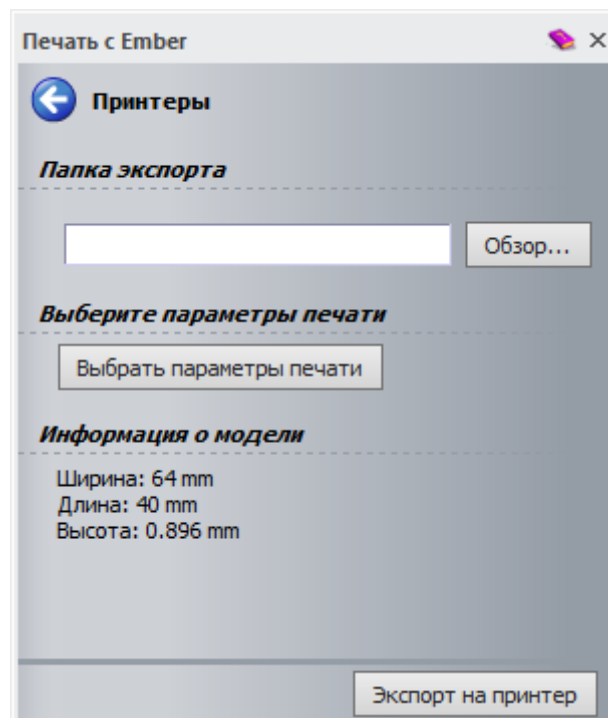 Печать с Ember
Принтеры
Папка экспорта
Обзор...
Выберите параметры печати
Выбрать параметры печати
Информация о модели
Ширина: 64 mm
Длина: 40 mm
Высота: 0.896 mm
Экспорт на принтер